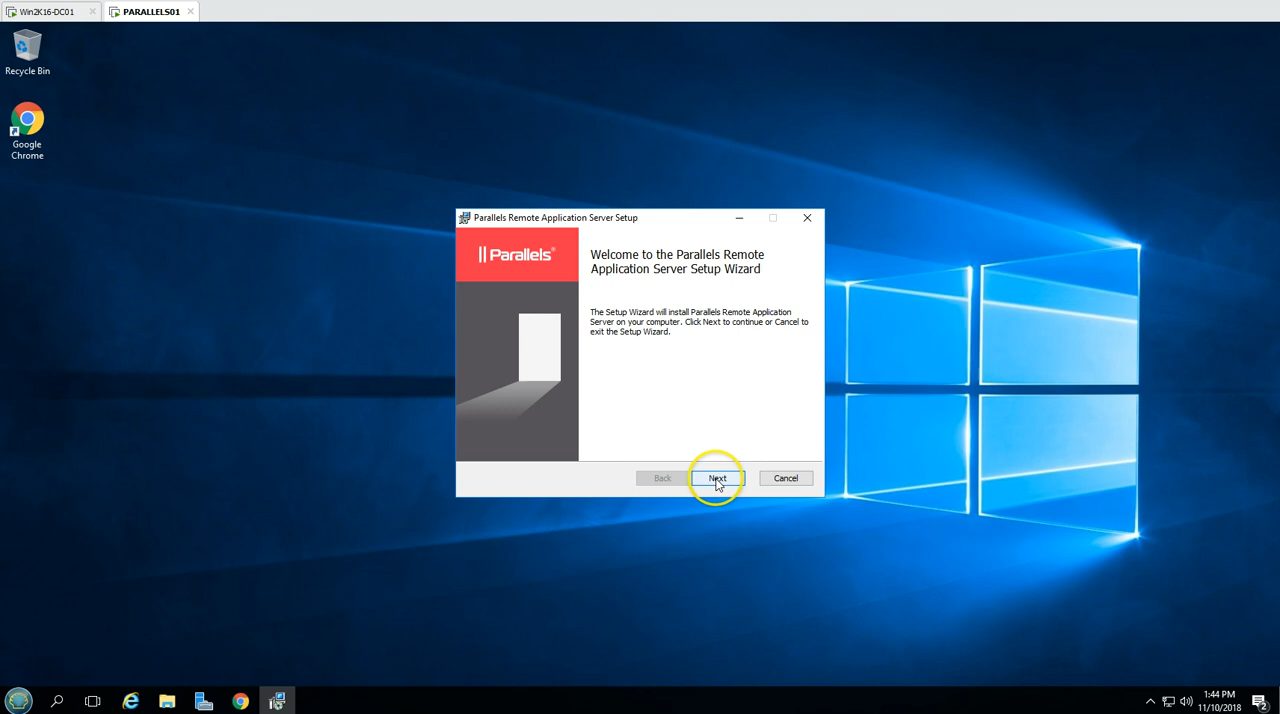 Win2K16-DC01
PARALLELS01
Recycle Bin
Google
Chrome
Parallels Remote Application Server Setup
Parallels®
Welcome to the Parallels Remote
Application Server Setup Wizard
The Setup Wizard will install Parallels Remote Application
Server on your computer. Click Next to continue or Cancel to
exit the Setup Wizard.
Back
Next
Cancel
1:44 PM
11/10/2018
2